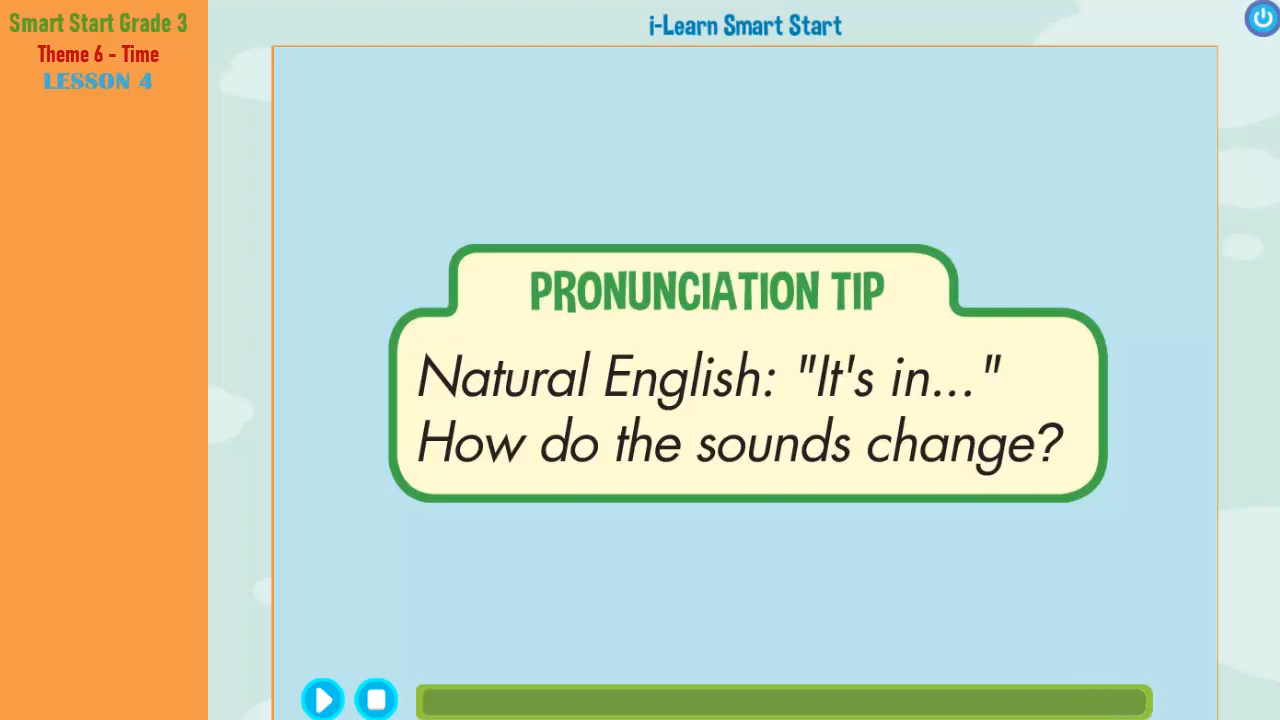 Smart Start Grade 3
Theme 6 - Time
LESSON 4
i-Learn Smart Start
PRONUNCIATION TIP
Natural English: "It's in..."
How do the sounds change?